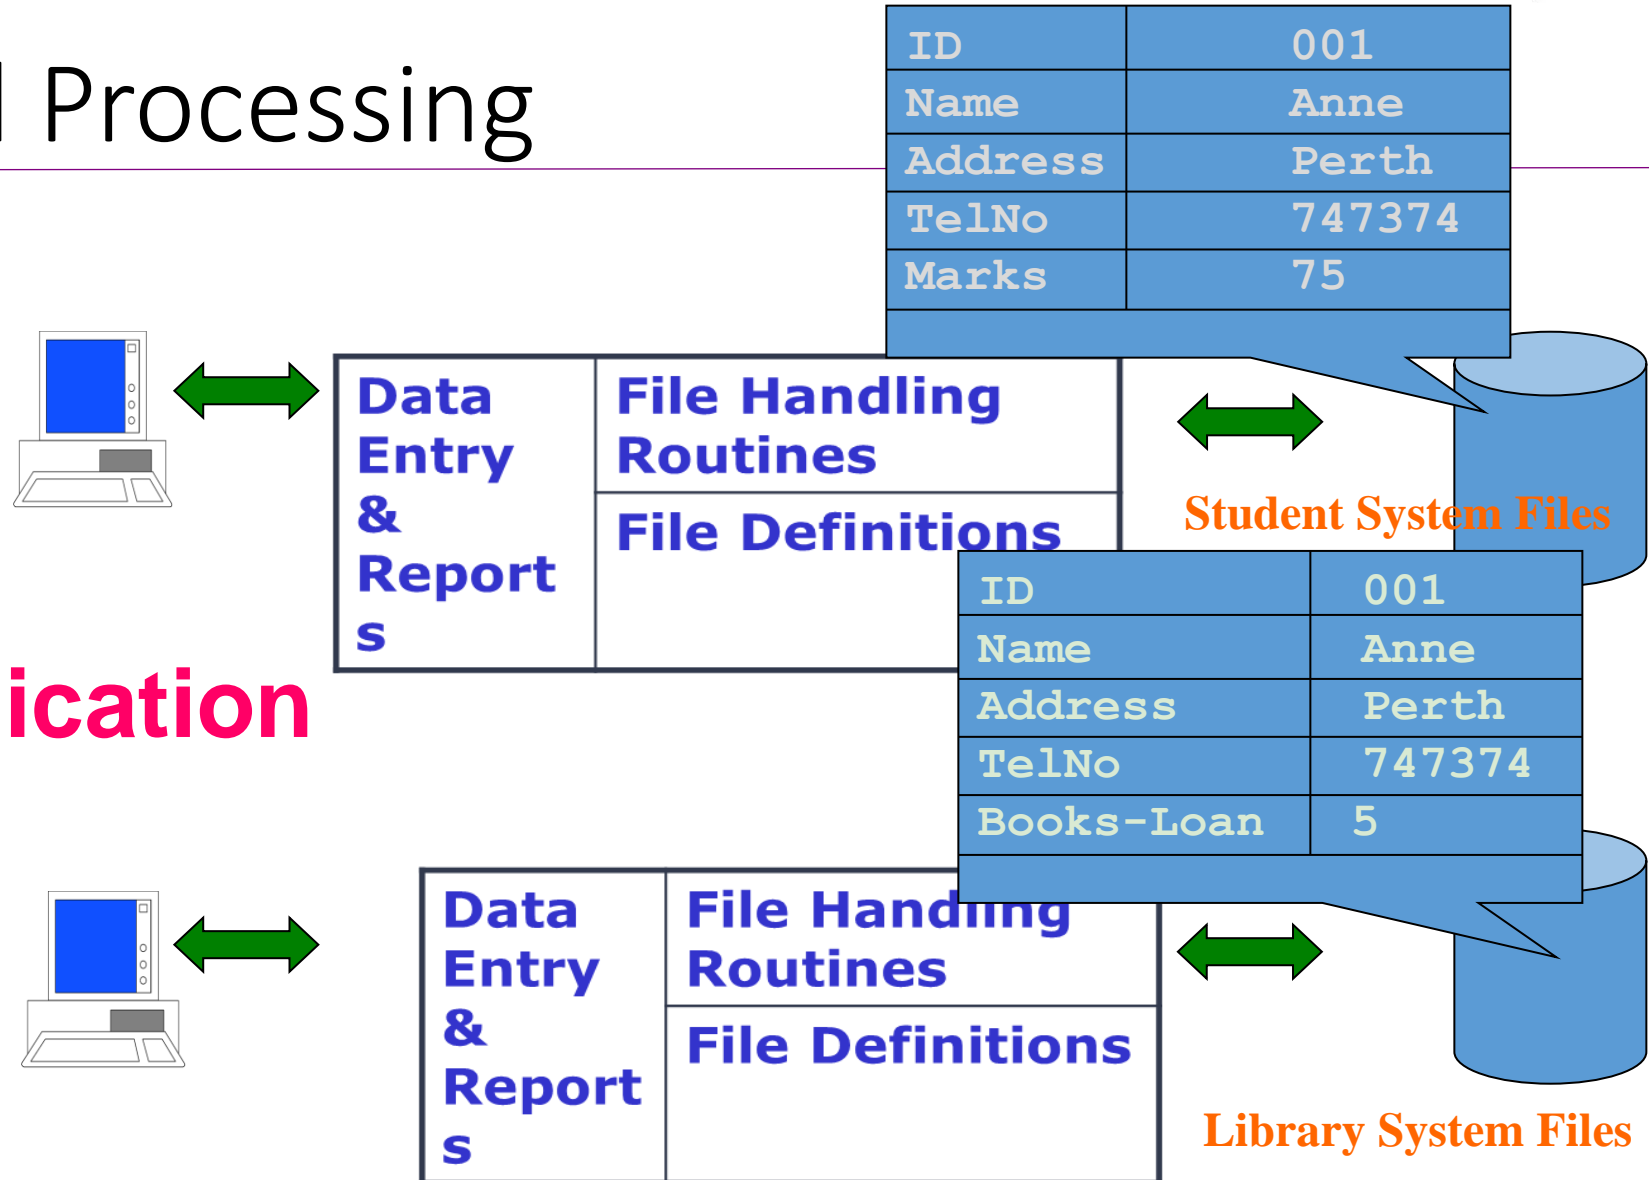 Processing
ID 001
Name Anne
Address Perth
TelNo 747374
Marks 75
Data
Entry
&
Report
s
File Handling
Routines
File Definitions
Student System Files
ication
ID 001
Name Anne
Address Perth
TelNo 747374
Books-Loan 5
Data
Entry
&
Report
s
File Handling
Routines
File Definitions
Library System Files